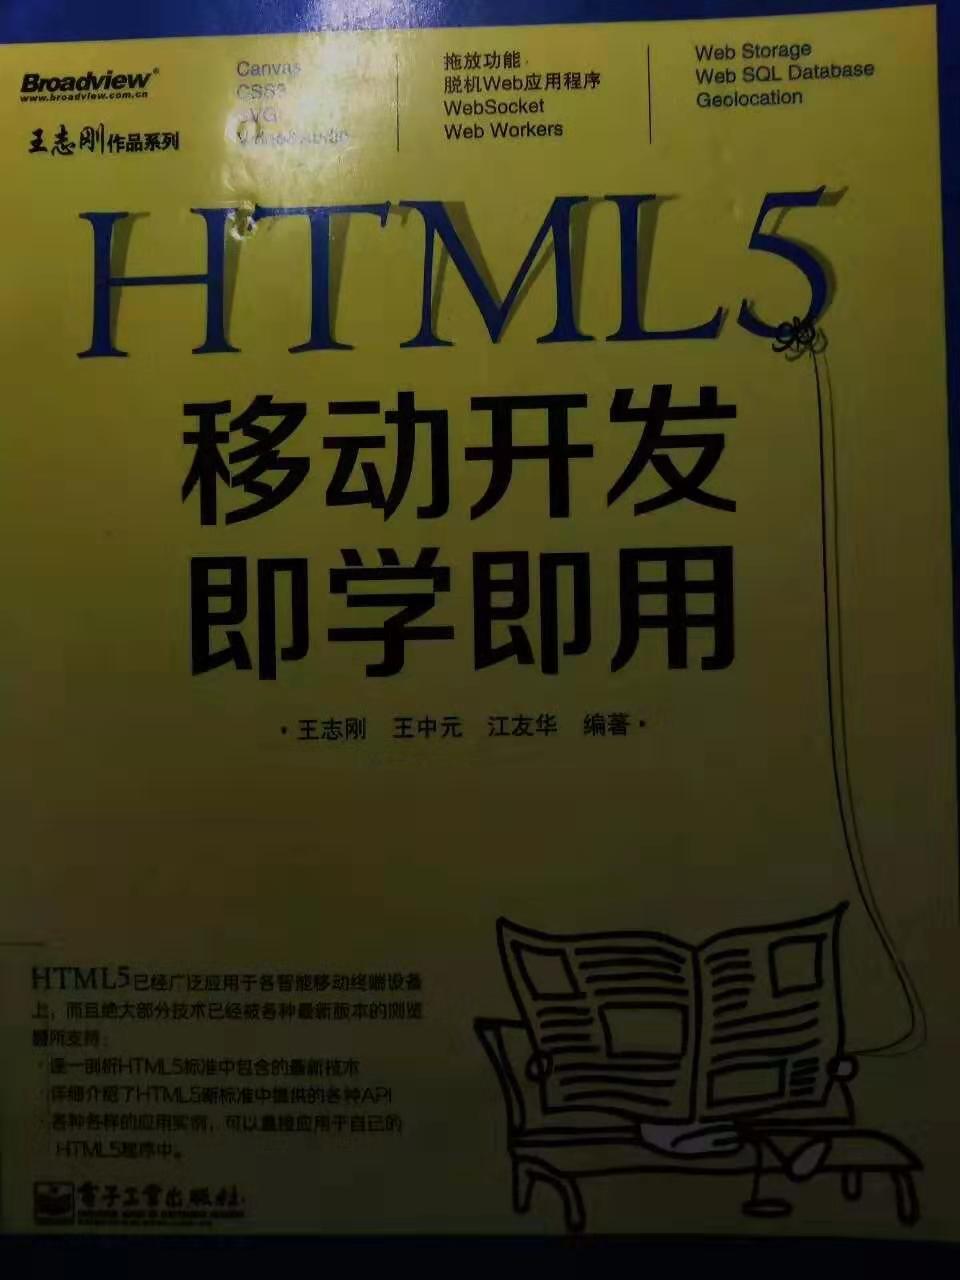 Broadview®
www.broadview.com.cn
王志刚作品系列
Canvas
CSS3
SVG
Video/Audio
拖放功能
脱机Web应用程序
WebSocket
Web Workers
Web Storage
Web SQL Database
Geolocation
HTML5
移动开发
即学即用
·王志刚 王中元 江友华 编著·
HTML5已经广泛应用于各智能移动终端设备
上，而且绝大部分技术已经被各种最新版本的浏览
器所支持：
·逐一剖析HTML5标准中包含的最新技术
·详细介绍了HTML5新标准中提供的各种API
·各种各样的应用实例，可以直接应用于自己的
HTML5程序中。
电子工业出版社